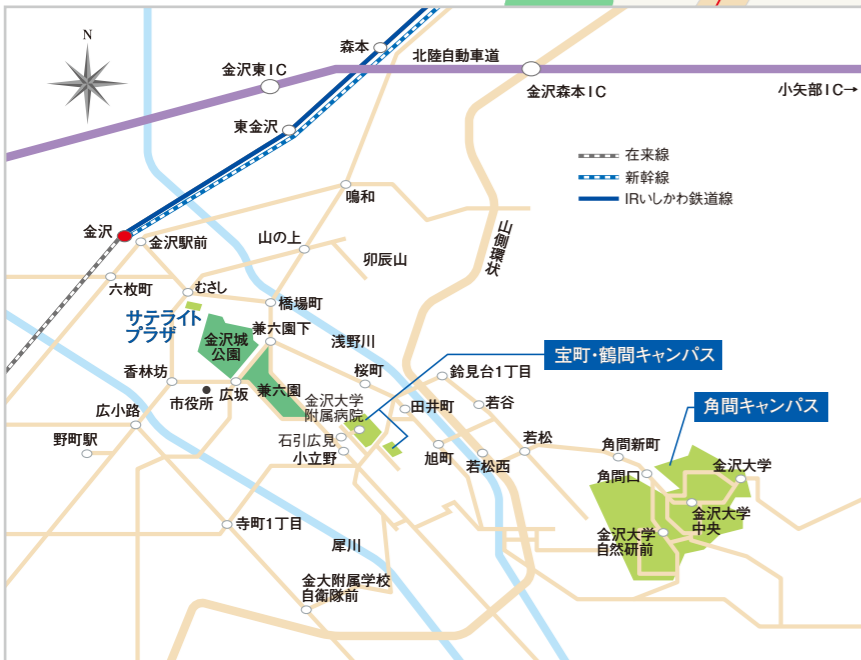 N
森本
北陸自動車道
金沢東IC
金沢森本IC
小矢部IC→
東金沢
在来線
新幹線
IRいしかわ鉄道線
鳴和
山側環状
金沢
金沢駅前
山の上
卯辰山
六枚町
むさし
橋場町
サテライト
プラザ
金沢城
公園
兼六園下
浅野川
宝町・鶴間キャンパス
香林坊
市役所
広坂
兼六園
桜町
鈴見台1丁目
金沢大学
附属病院
田井町
若谷
角間キャンパス
広小路
野町駅
石引広見
小立野
旭町
若松西
若松
角間新町
角間口
金沢大学
金沢大学
中央
金沢大学
自然研前
寺町1丁目
犀川
金大附属学校
自衛隊前